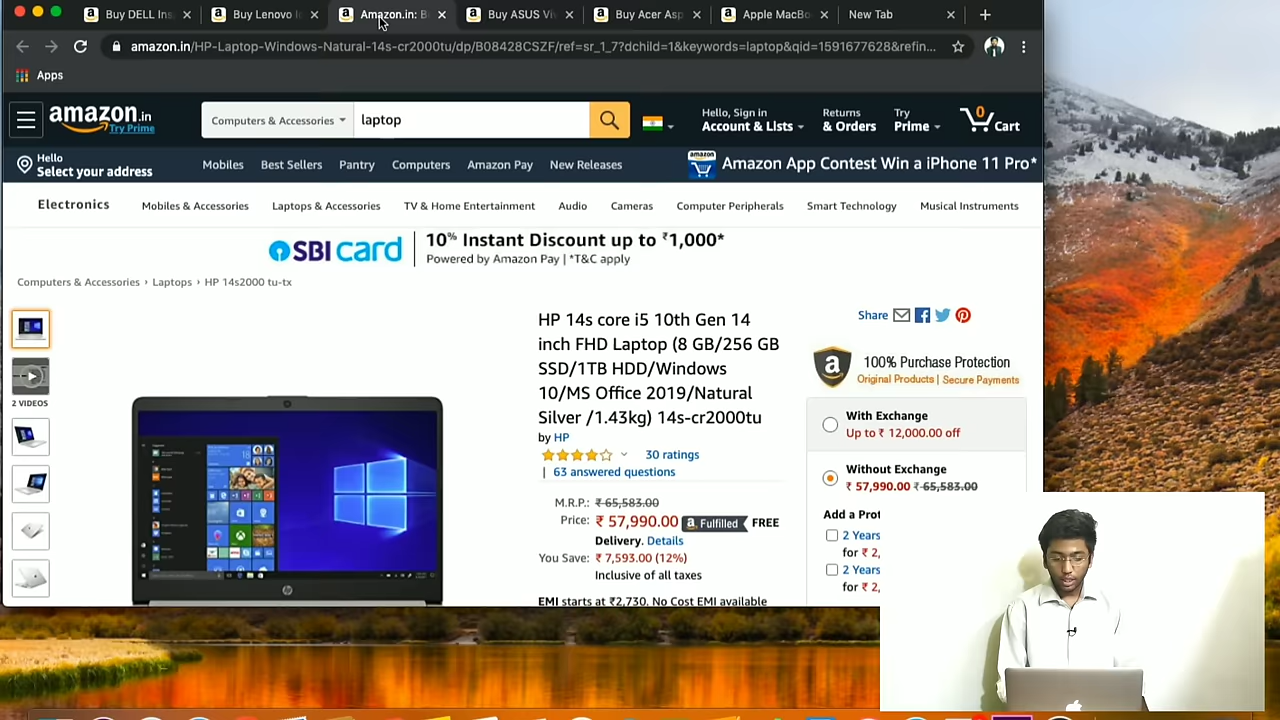 Buy DELL Ins
Buy Lenovo I
Amazon.in: B
Buy ASUS Viv
Buy Acer Asp
Apple MacBo
New Tab
amazon.in/HP-Laptop-Windows-Natural-14s-cr2000tu/dp/B08428CSZF/ref=sr_1_7?dchild=1&keywords=laptop&qid=1591677628&refin...
Apps
amazon.in
Try Prime
Computers & Accessories
laptop
Hello, Sign in
Account & Lists
Returns
& Orders
Try
Prime
0
Cart
Hello
Select your address
Mobiles
Best Sellers
Pantry
Computers
Amazon Pay
New Releases
amazon
Amazon App Contest Win a iPhone 11 Pro*
Electronics
Mobiles & Accessories
Laptops & Accessories
TV & Home Entertainment
Audio
Cameras
Computer Peripherals
Smart Technology
Musical Instruments
SBI card
10% Instant Discount up to ₹1,000*
Powered by Amazon Pay | *T&C apply
Computers & Accessories › Laptops › HP 14s2000 tu-tx
2 VIDEOS
HP 14s core i5 10th Gen 14
inch FHD Laptop (8 GB/256 GB
SSD/1TB HDD/Windows
10/MS Office 2019/Natural
Silver /1.43kg) 14s-cr2000tu
by HP
30 ratings
| 63 answered questions
M.R.P.: ₹ 65,583.00
Price: ₹ 57,990.00 a Fulfilled FREE
Delivery. Details
You Save: ₹ 7,593.00 (12%)
Inclusive of all taxes
EMI starts at ₹2,730. No Cost EMI available
Share
a
100% Purchase Protection
Original Products | Secure Payments
With Exchange
Up to ₹ 12,000.00 off
Without Exchange
₹ 57,990.00 ₹ 65,583.00
Add a Prot
2 Years
for ₹ 2,
2 Years
for ₹ 2,
hp